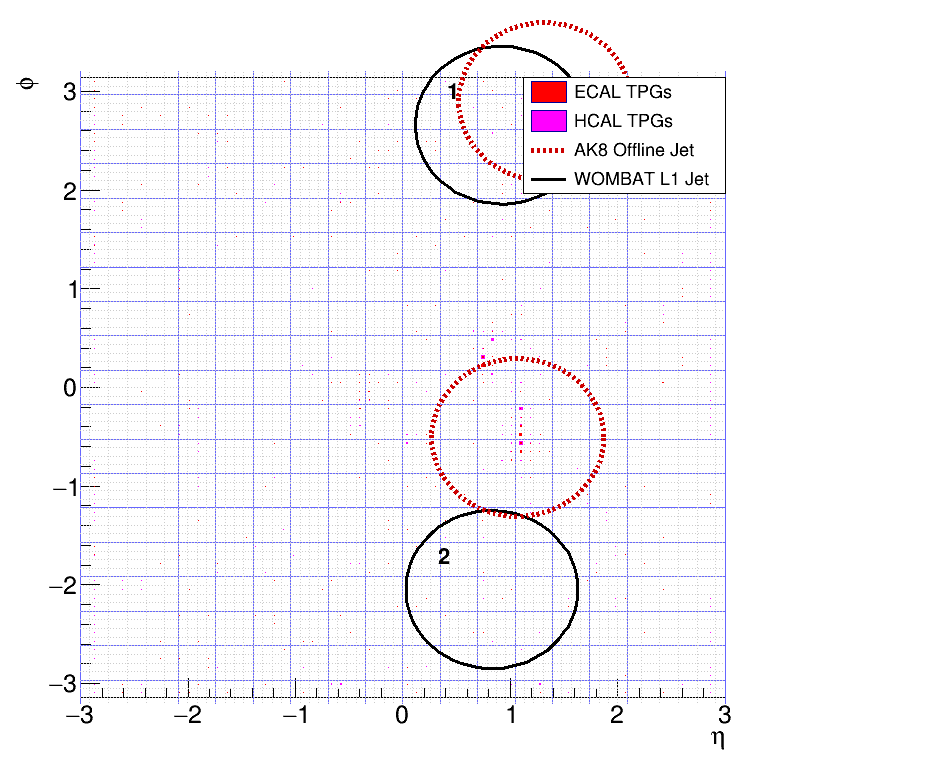 ϕ
3
2
1
0
−1
−2
−3
−3 −2 −1 0 1 2 3
η
1
2
ECAL TPGs
HCAL TPGs
AK8 Offline Jet
WOMBAT L1 Jet